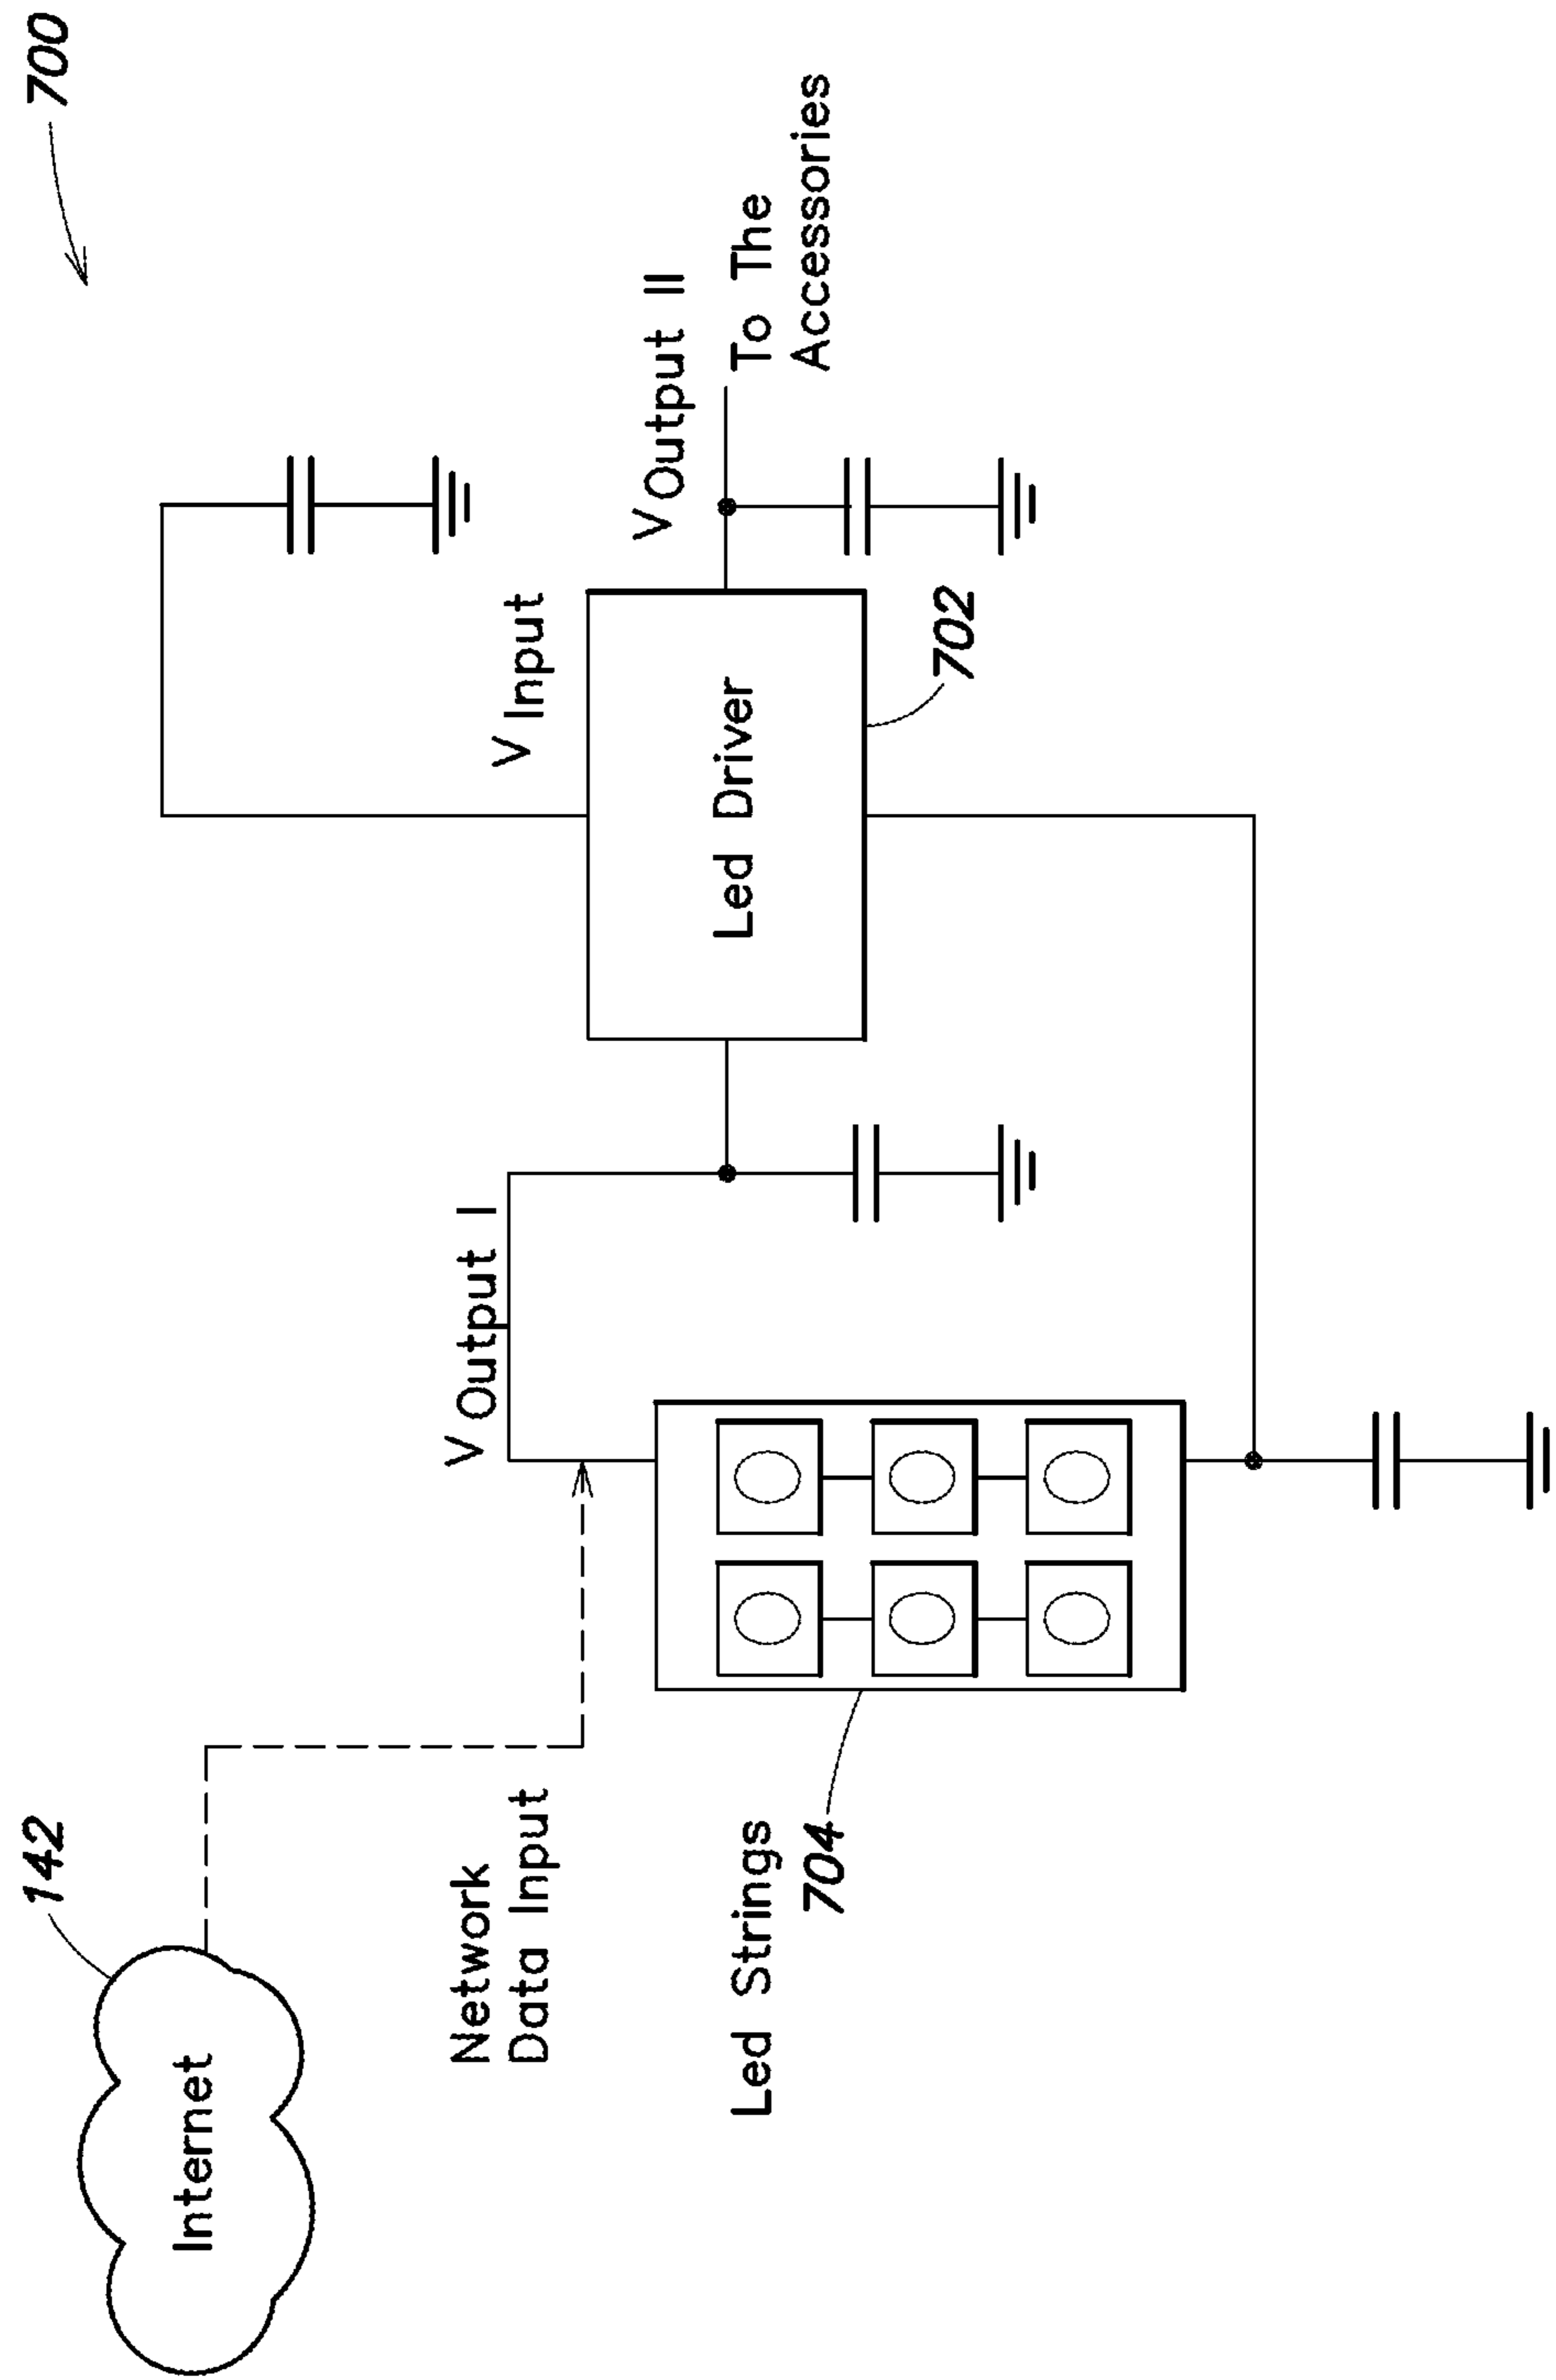 700
142
Internet
Network
Data Input
V Output I
V Input
V Output II
To The
Accessories
Led Driver
702
Led Strings
704